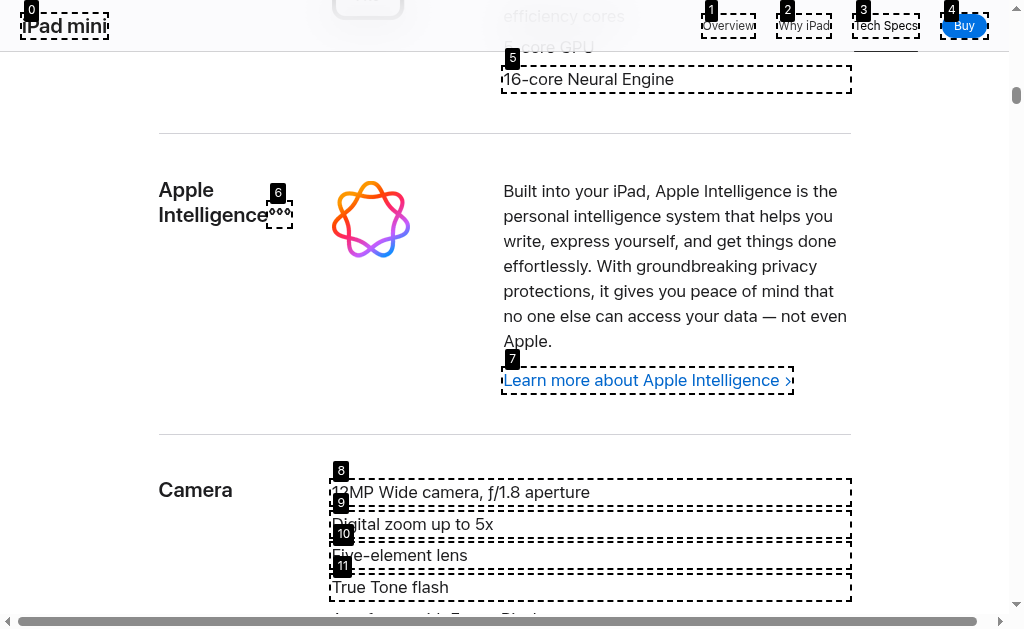 iPad mini
Overview
Why iPad
Tech Specs
Buy
0
1
2
3
4
efficiency cores
5-core GPU
5
16-core Neural Engine
Apple
Intelligence
6
◊◊◊
Built into your iPad, Apple Intelligence is the
personal intelligence system that helps you
write, express yourself, and get things done
effortlessly. With groundbreaking privacy
protections, it gives you peace of mind that
no one else can access your data — not even
Apple.
7
Learn more about Apple Intelligence ›
Camera
8
12MP Wide camera, ƒ/1.8 aperture
9
Digital zoom up to 5x
10
Five-element lens
11
True Tone flash